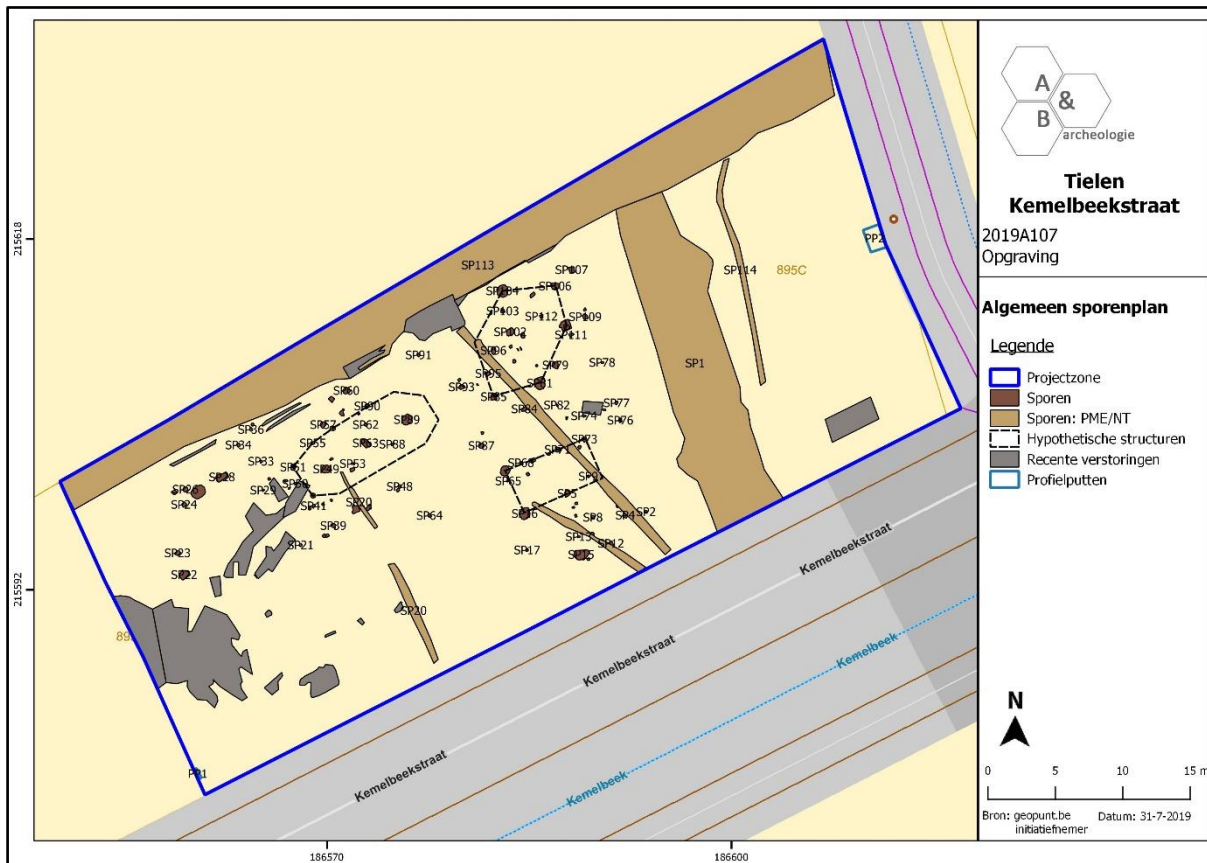 215618
215592
186570
186600
SP113
SP107
SP106
SP104
SP103
SP112
SP109
SP102
SP111
SP96
SP79
SP78
SP95
SP93
SP81
SP85
SP84
SP82
SP77
SP74
SP76
SP73
SP71
SP87
SP68
SP65
SP5
SP8
SP4
SP2
SP13
SP12
SP15
SP17
SP91
SP60
SP90
SP62
SP89
SP88
SP55
SP53
SP36
SP34
SP33
SP51
SP49
SP48
SP41
SP39
SP64
SP29
SP28
SP26
SP24
SP23
SP22
SP21
SP20
SP1
SP114
895C
PP2
PP1
Kemelbeekstraat
Kemelbeekstraat
Kemelbeekstraat
Kemelbeek
Kemelbeek
A
&
B
archeologie
Tielen
Kemelbeekstraat
2019A107
Opgraving
Algemeen sporenplan
Legende
Projectzone
Sporen
Sporen: PME/NT
Hypothetische structuren
Recente verstoringen
Profielputten
N
0 5 10 15 m
Bron: geopunt.be Datum: 31-7-2019
initiatiefnemer